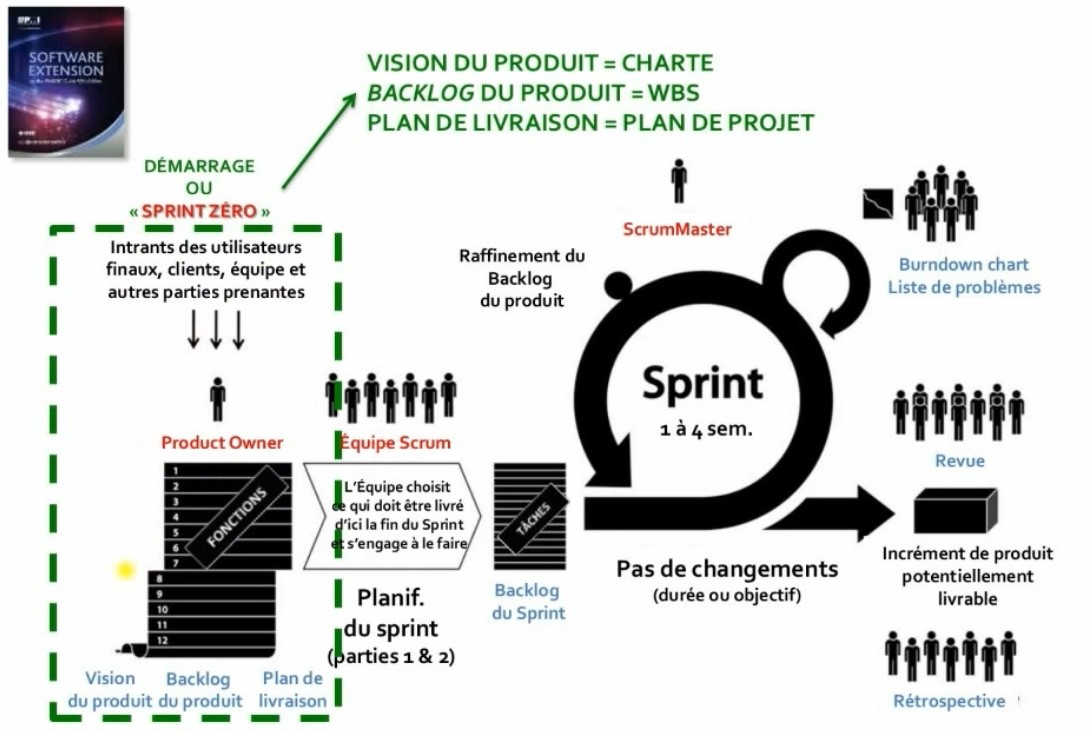 SOFTWARE
EXTENSION
VISION DU PRODUIT = CHARTE
BACKLOG DU PRODUIT = WBS
PLAN DE LIVRAISON = PLAN DE PROJET
DÉMARRAGE
OU
« SPRINT ZÉRO »
Intrants des utilisateurs
finaux, clients, équipe et
autres parties prenantes
Product Owner
1
2
3
4
5
6
7
8
9
10
11
12
FONCTIONS
Vision
du produit
Backlog
du produit
Plan de
livraison
Équipe Scrum
L'Équipe choisit
ce qui doit être livré
d'ici la fin du Sprint
et s'engage à le faire
Planif.
du sprint
(parties 1 & 2)
TÂCHES
Backlog
du Sprint
Raffinement du
Backlog
du produit
ScrumMaster
Sprint
1 à 4 sem.
Pas de changements
(durée ou objectif)
Burndown chart
Liste de problèmes
Revue
Incrément de produit
potentiellement
livrable
Rétrospective